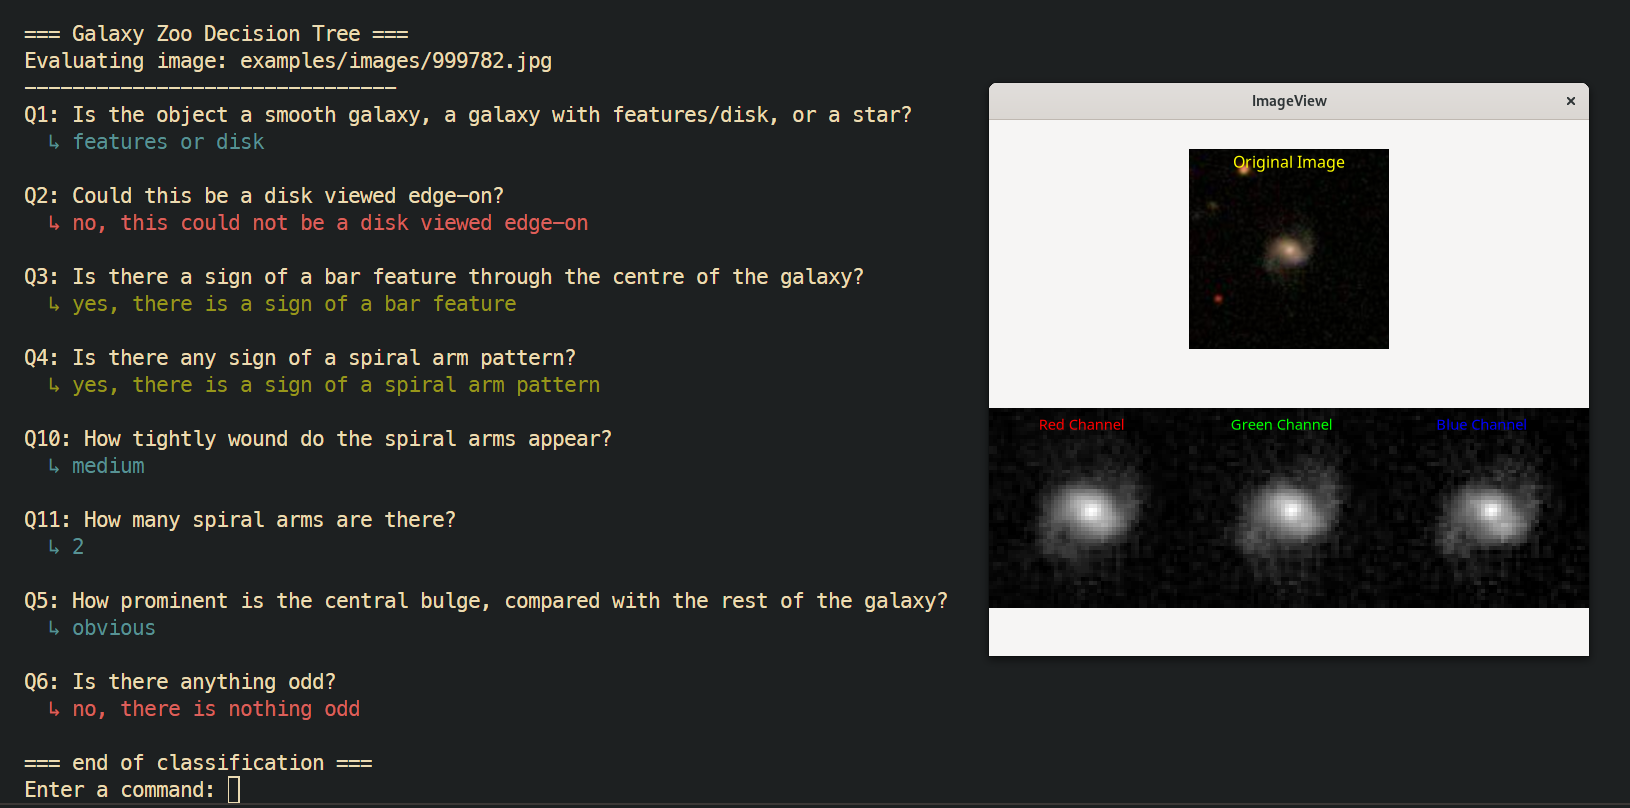 === Galaxy Zoo Decision Tree ===
Evaluating image: examples/images/999782.jpg
-------------------------------
Q1: Is the object a smooth galaxy, a galaxy with features/disk, or a star?
↳ features or disk
Q2: Could this be a disk viewed edge-on?
↳ no, this could not be a disk viewed edge-on
Q3: Is there a sign of a bar feature through the centre of the galaxy?
↳ yes, there is a sign of a bar feature
Q4: Is there any sign of a spiral arm pattern?
↳ yes, there is a sign of a spiral arm pattern
Q10: How tightly wound do the spiral arms appear?
↳ medium
Q11: How many spiral arms are there?
↳ 2
Q5: How prominent is the central bulge, compared with the rest of the galaxy?
↳ obvious
Q6: Is there anything odd?
↳ no, there is nothing odd
=== end of classification ===
Enter a command:
ImageView
×
Original Image
Red Channel
Green Channel
Blue Channel